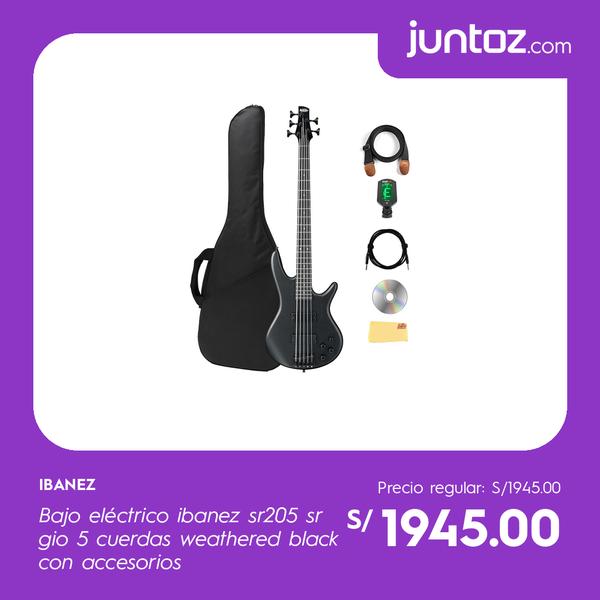 juntoz.com
IBANEZ
Bajo eléctrico ibanez sr205 sr
gio 5 cuerdas weathered black
con accesorios
Precio regular: S/1945.00
S/ 1945.00